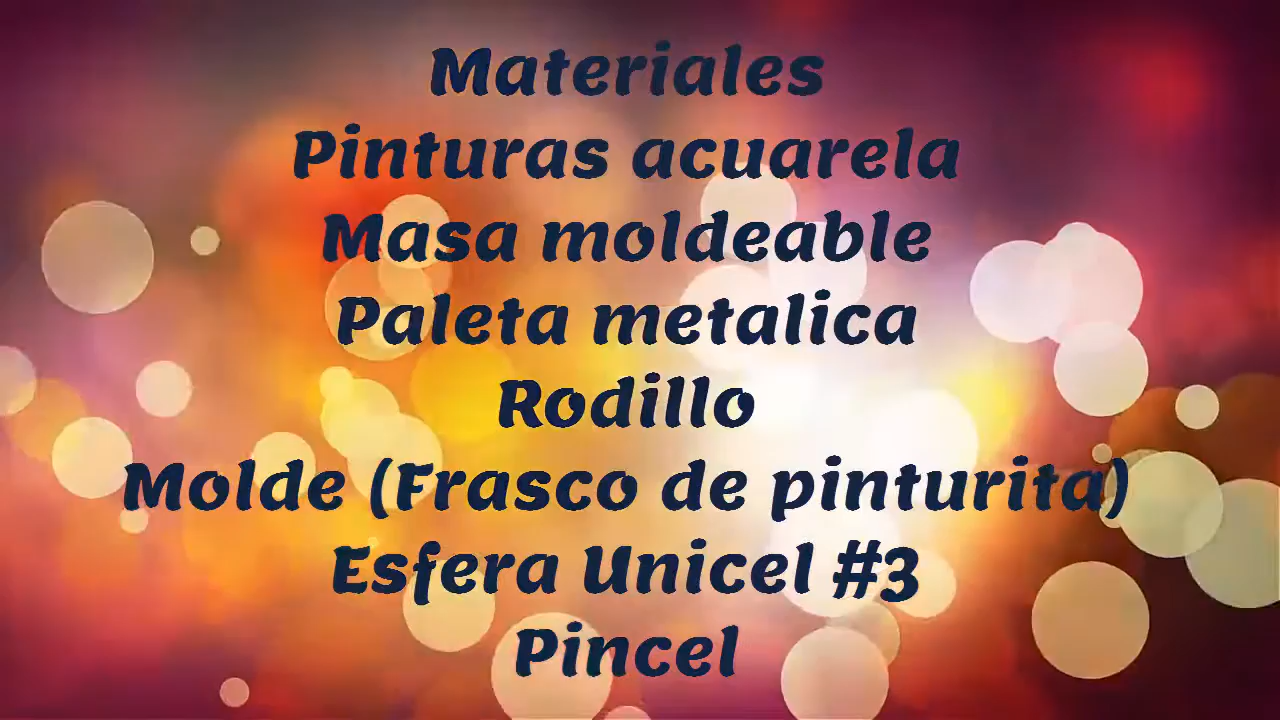 Materiales
Pinturas acuarela
Masa moldeable
Paleta metalica
Rodillo
Molde (Frasco de pinturita)
Esfera Unicel #3
Pincel